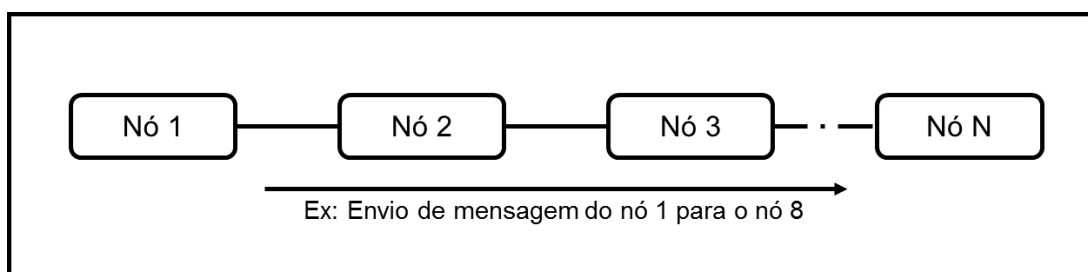 Nó 1
Nó 2
Nó 3
Nó N
Ex: Envio de mensagem do nó 1 para o nó 8